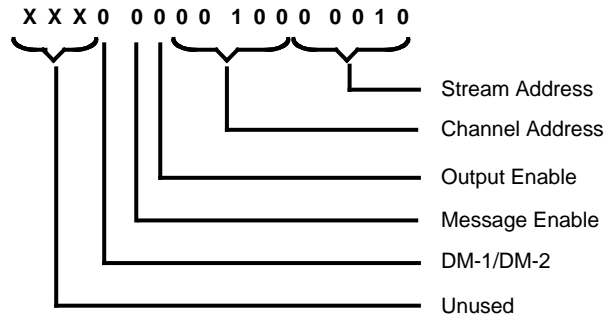 X X X 0 0 0 0 0 1 0 0 0 0 0 1 0
Stream Address
Channel Address
Output Enable
Message Enable
DM-1/DM-2
Unused